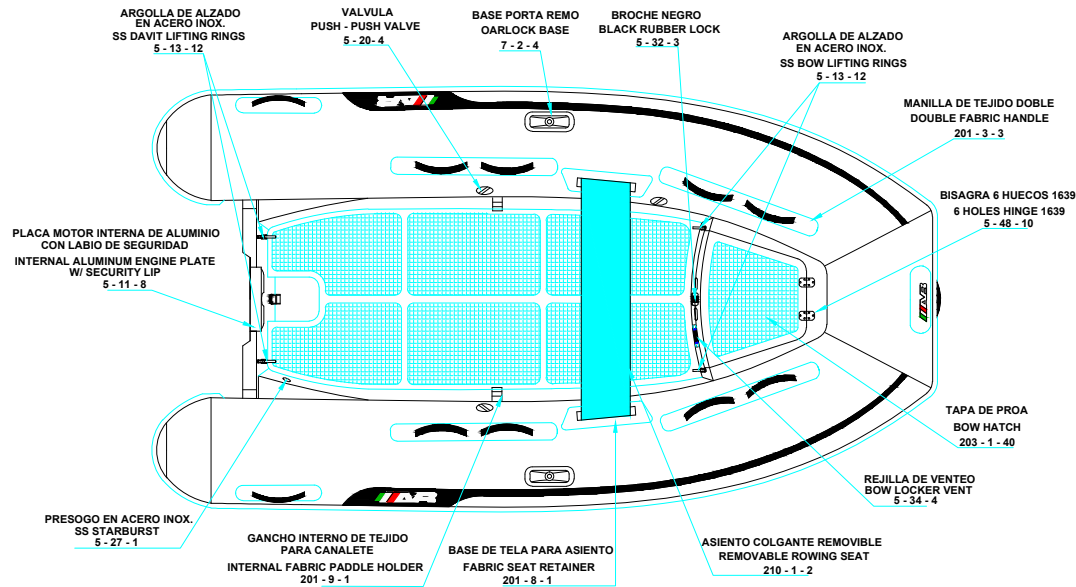 ARGOLLA DE ALZADO
EN ACERO INOX.
SS DAVIT LIFTING RINGS
5 - 13 - 12
VALVULA
PUSH - PUSH VALVE
5 - 20- 4
BASE PORTA REMO
OARLOCK BASE
7 - 2 - 4
BROCHE NEGRO
BLACK RUBBER LOCK
5 - 32 - 3
ARGOLLA DE ALZADO
EN ACERO INOX.
SS BOW LIFTING RINGS
5 - 13 - 12
MANILLA DE TEJIDO DOBLE
DOUBLE FABRIC HANDLE
201 - 3 - 3
BISAGRA 6 HUECOS 1639
6 HOLES HINGE 1639
5 - 48 - 10
PLACA MOTOR INTERNA DE ALUMINIO
CON LABIO DE SEGURIDAD
INTERNAL ALUMINUM ENGINE PLATE
W/ SECURITY LIP
5 - 11 - 8
TAPA DE PROA
BOW HATCH
203 - 1 - 40
REJILLA DE VENTEO
BOW LOCKER VENT
5 - 34 - 4
PRESOGO EN ACERO INOX.
SS STARBURST
5 - 27 - 1
GANCHO INTERNO DE TEJIDO
PARA CANALETE
INTERNAL FABRIC PADDLE HOLDER
201 - 9 - 1
BASE DE TELA PARA ASIENTO
FABRIC SEAT RETAINER
201 - 8 - 1
ASIENTO COLGANTE REMOVIBLE
REMOVABLE ROWING SEAT
210 - 1 - 2
AB
AB
AB